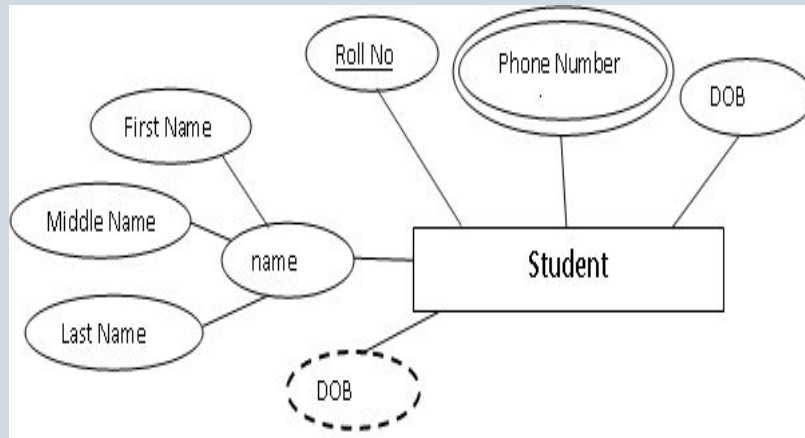 Roll No
Phone Number
DOB
First Name
Middle Name
name
Student
Last Name
DOB